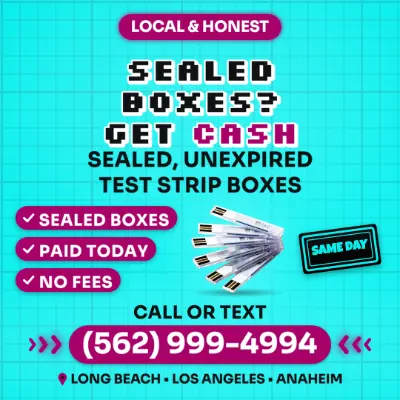 LOCAL & HONEST
SEALED
BOXES?
GET CASH
SEALED, UNEXPIRED
TEST STRIP BOXES
✓ SEALED BOXES
✓ PAID TODAY
✓ NO FEES
SAME DAY
CALL OR TEXT
››› (562) 999-4994 ‹‹‹
LONG BEACH • LOS ANGELES • ANAHEIM